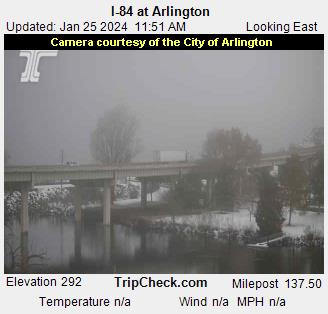 I-84 at Arlington
Updated: Jan 25 2024 11:51 AM Looking East
Camera courtesy of the City of Arlington
Elevation 292 TripCheck.com Milepost 137.50
Temperature n/a Wind n/a MPH n/a